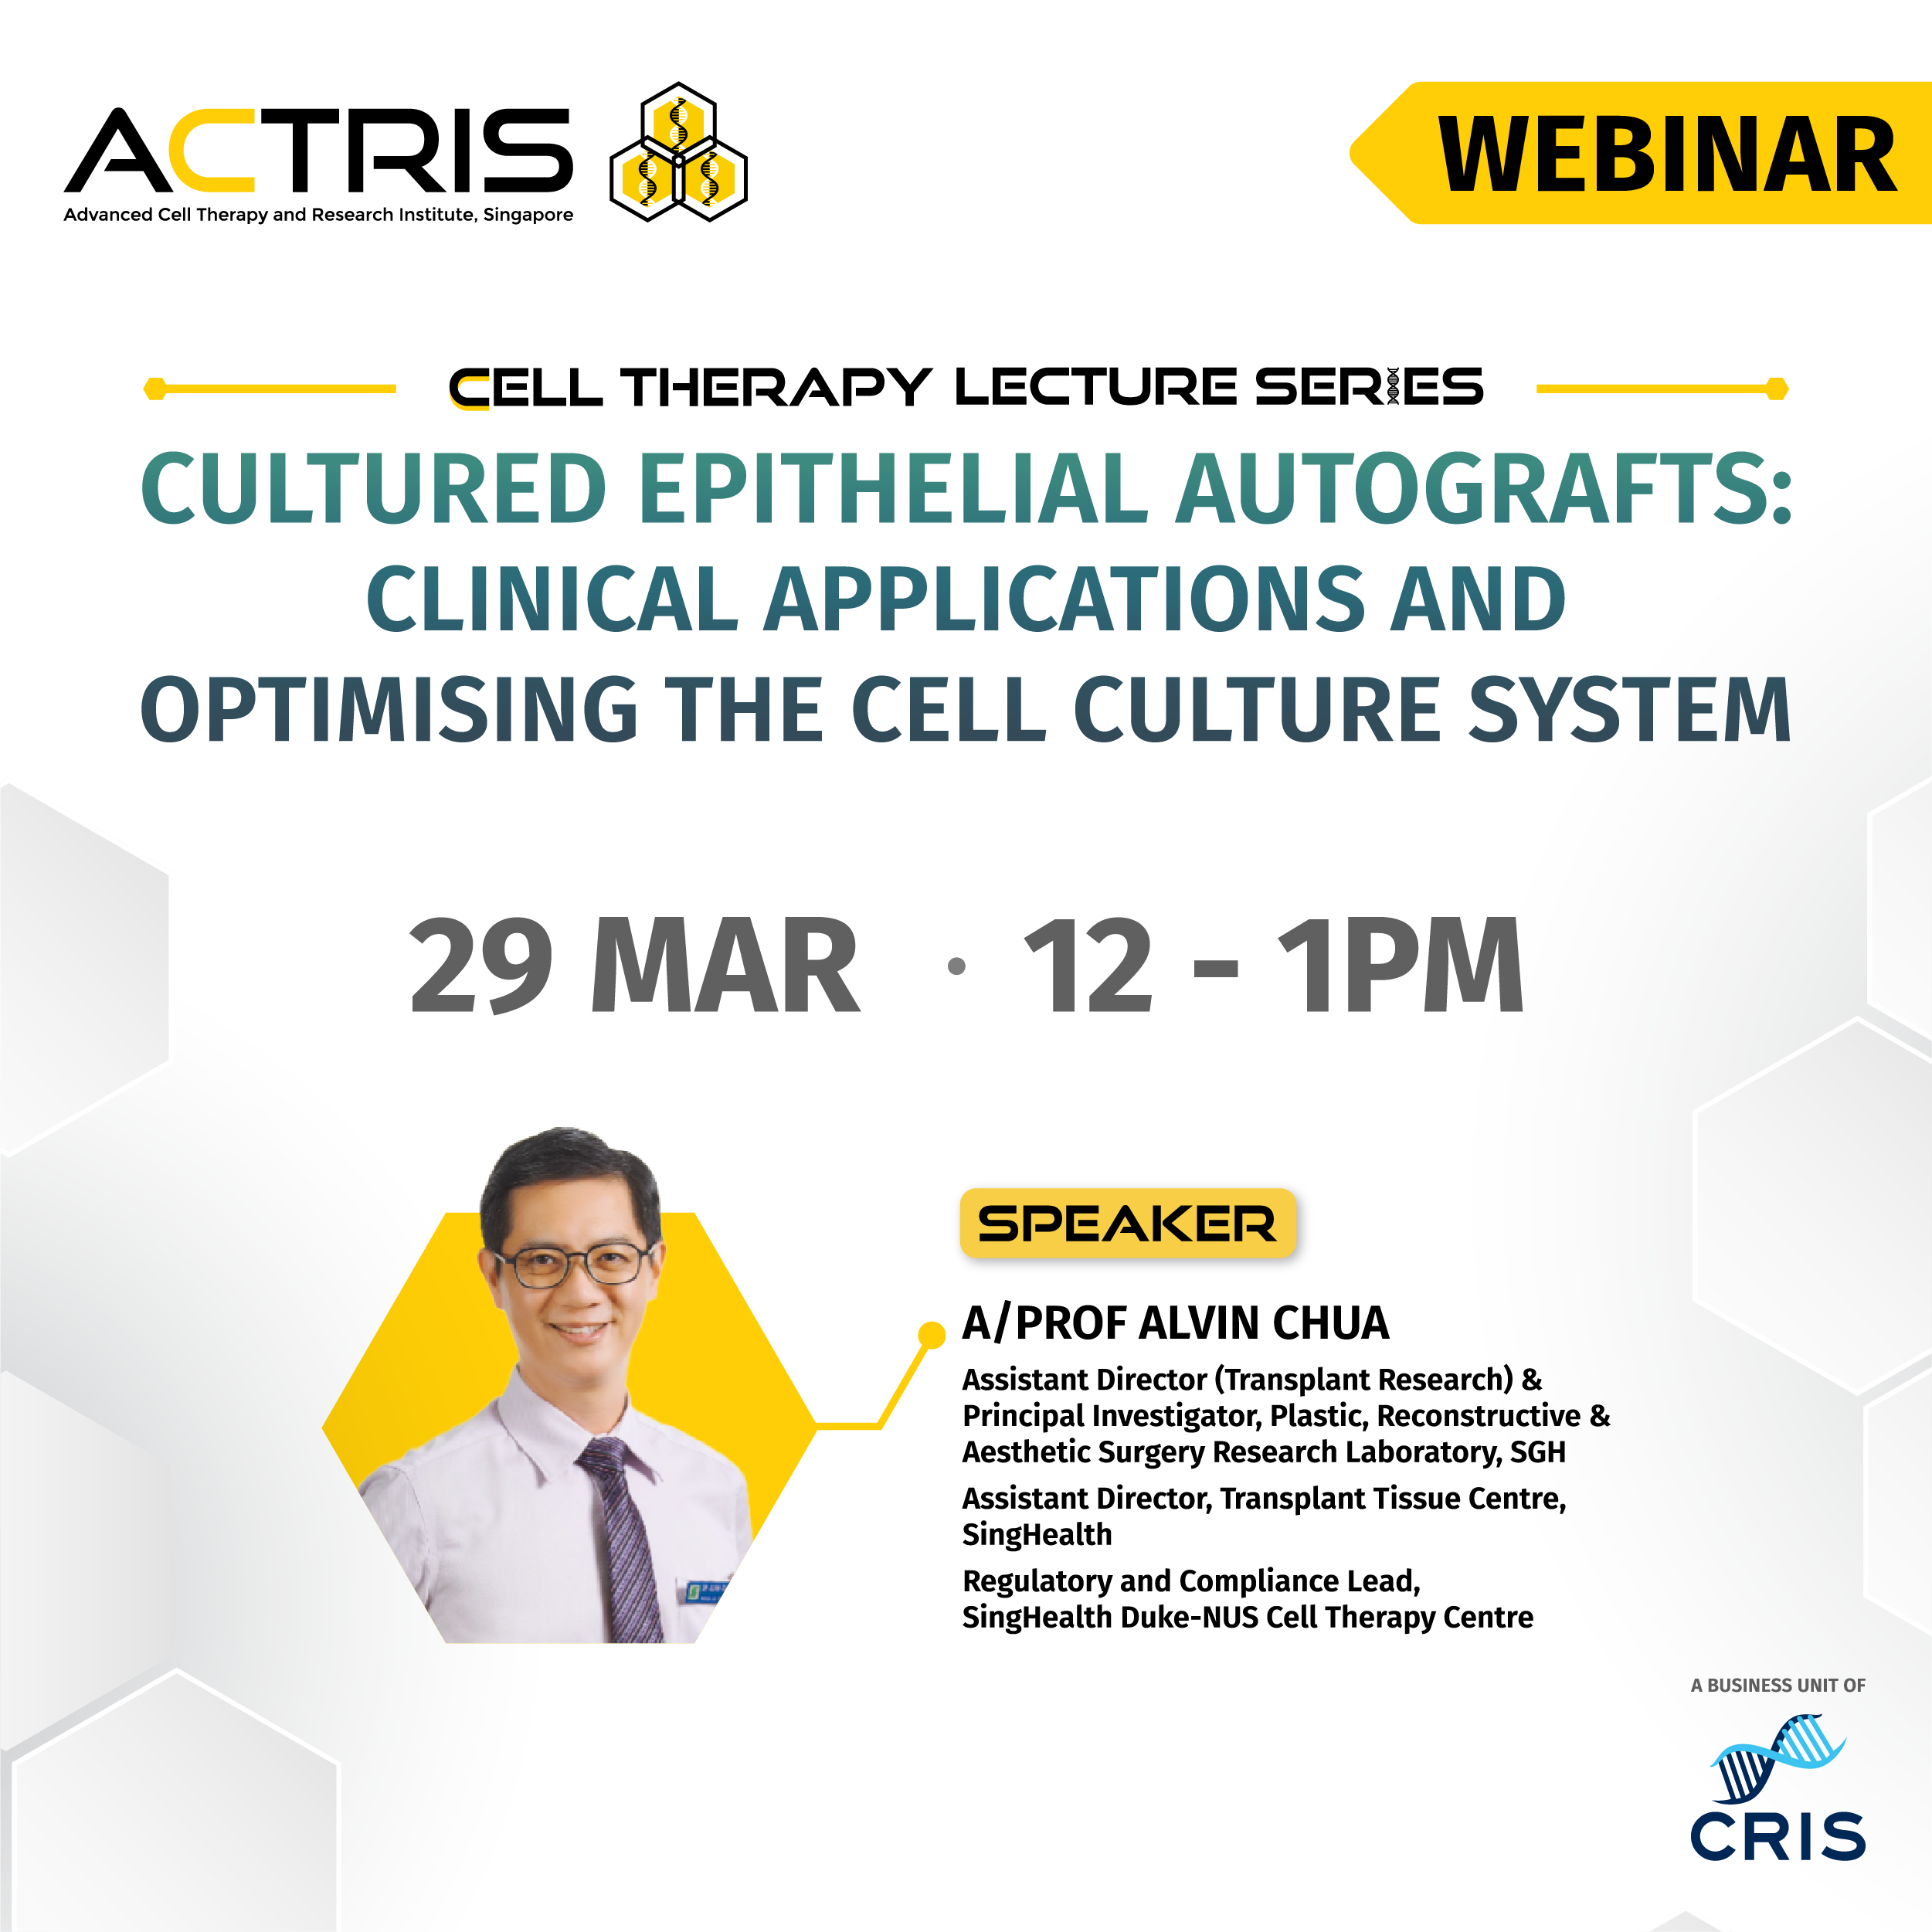 ACTRIS
Advanced Cell Therapy and Research Institute, Singapore
WEBINAR
CELL THERAPY LECTURE SERIES
CULTURED EPITHELIAL AUTOGRAFTS:
CLINICAL APPLICATIONS AND
OPTIMISING THE CELL CULTURE SYSTEM
29 MAR · 12 - 1PM
SPEAKER
A/PROF ALVIN CHUA
Assistant Director (Transplant Research) &
Principal Investigator, Plastic, Reconstructive &
Aesthetic Surgery Research Laboratory, SGH
Assistant Director, Transplant Tissue Centre,
SingHealth
Regulatory and Compliance Lead,
SingHealth Duke-NUS Cell Therapy Centre
A BUSINESS UNIT OF
CRIS